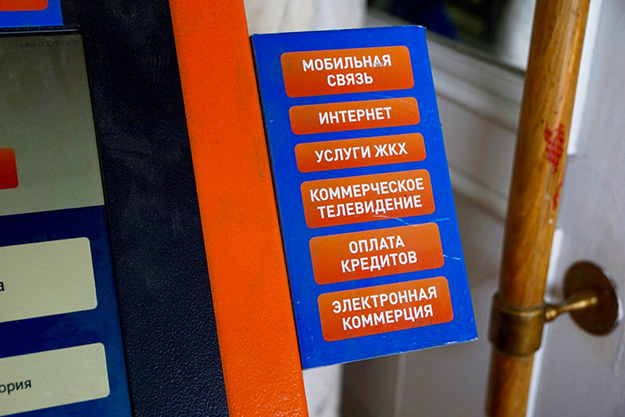 МОБИЛЬНАЯ
СВЯЗЬ
ИНТЕРНЕТ
УСЛУГИ ЖКХ
КОММЕРЧЕСКОЕ
ТЕЛЕВИДЕНИЕ
ОПЛАТА
КРЕДИТОВ
ЭЛЕКТРОННАЯ
КОММЕРЦИЯ